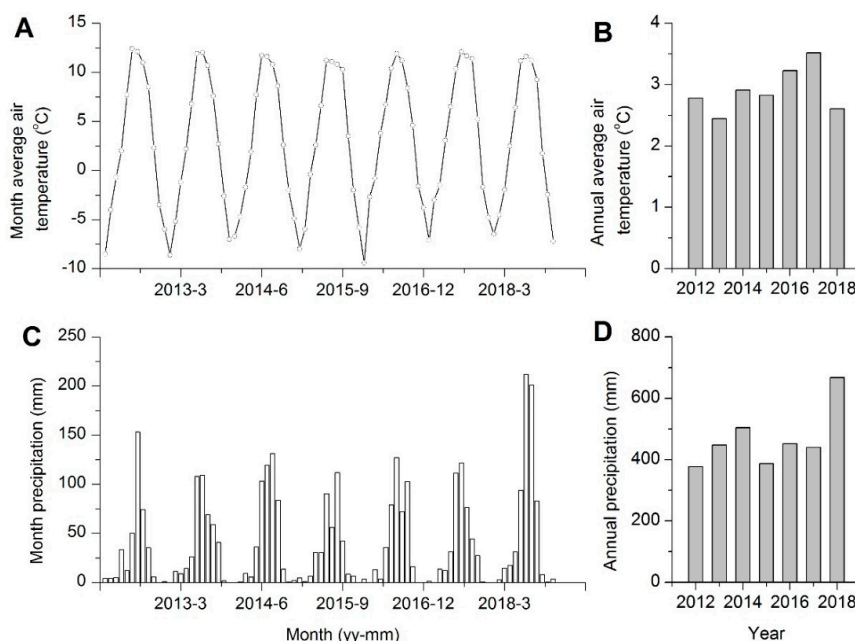 A
Month average air
temperature (°C)
15
10
5
0
-5
-10
2013-3 2014-6 2015-9 2016-12 2018-3
B
Annual average air
temperature (°C)
4
3
2
1
0
2012 2014 2016 2018
C
Month precipitation (mm)
250
200
150
100
50
0
2013-3 2014-6 2015-9 2016-12 2018-3
Month (yy-mm)
D
Annual precipitation (mm)
800
600
400
200
0
2012 2014 2016 2018
Year